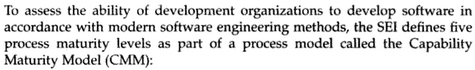 To assess the ability of development organizations to develop software in
accordance with modern software engineering methods, the SEI defines five
process maturity levels as part of a process model called the Capability
Maturity Model (CMM):